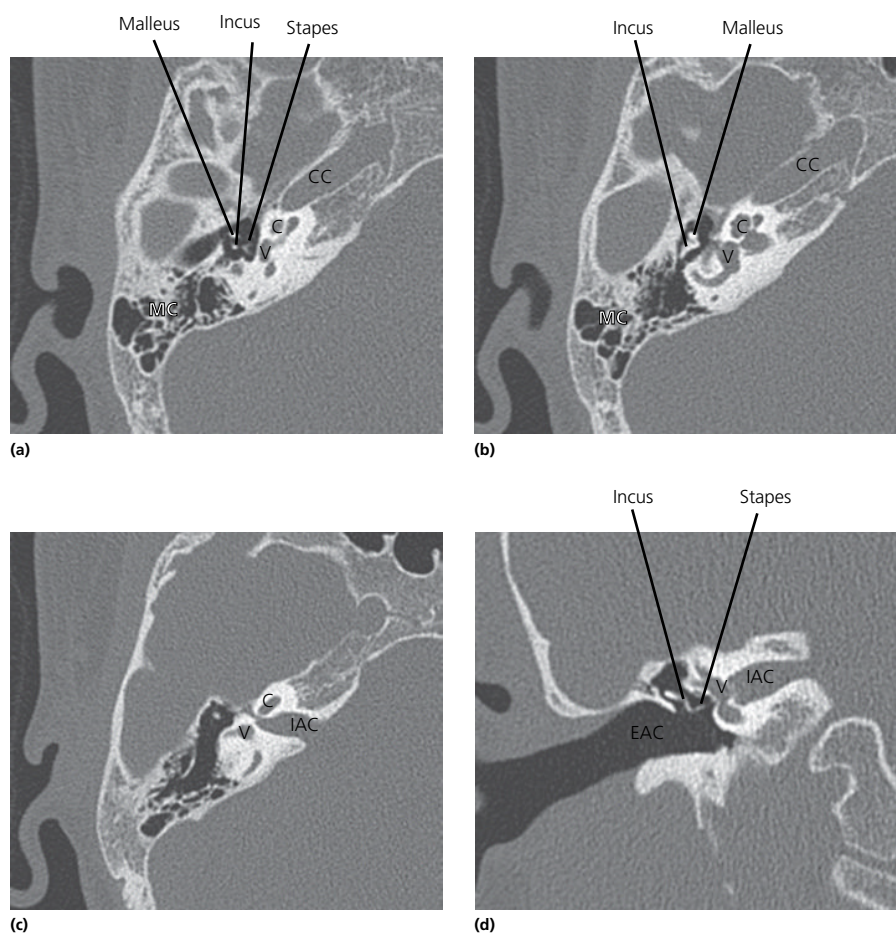 Malleus Incus Stapes
Incus Malleus
CC
C
V
MC
CC
C
V
MC
(a)
(b)
Incus Stapes
C
V
IAC
V
IAC
EAC
(c)
(d)